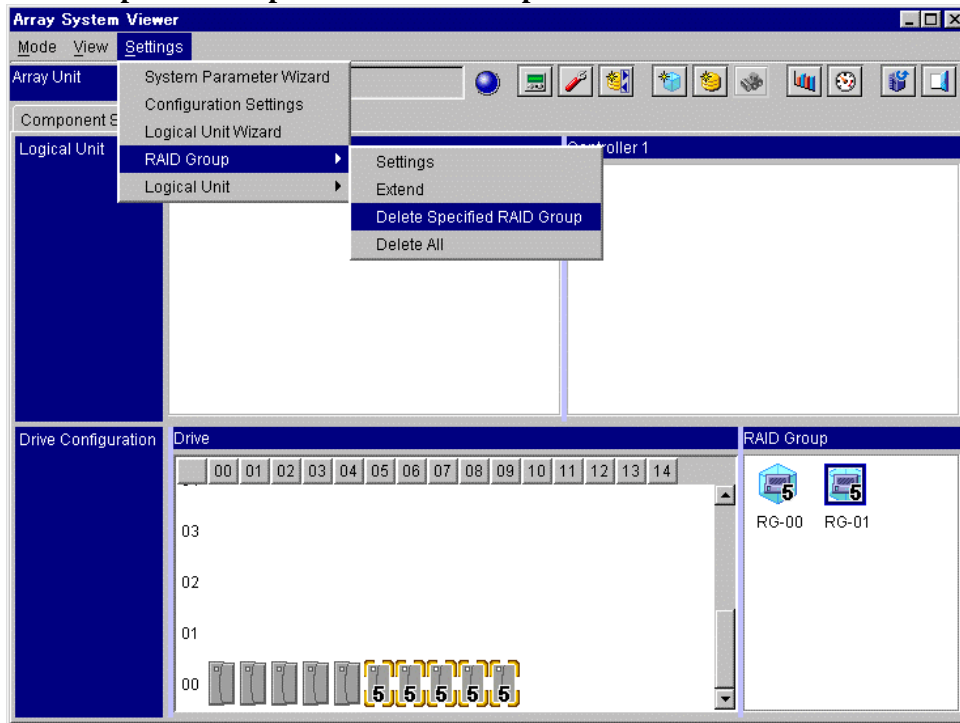 Array System Viewer
Mode View Settings
Array Unit
System Parameter Wizard
Configuration Settings
Logical Unit Wizard
RAID Group
Logical Unit
Component S
Logical Unit
Controller 1
Settings
Extend
Delete Specified RAID Group
Delete All
Drive Configuration
Drive
RAID Group
00 01 02 03 04 05 06 07 08 09 10 11 12 13 14
03
02
01
00
5 5 5 5 5
5 5
RG-00 RG-01